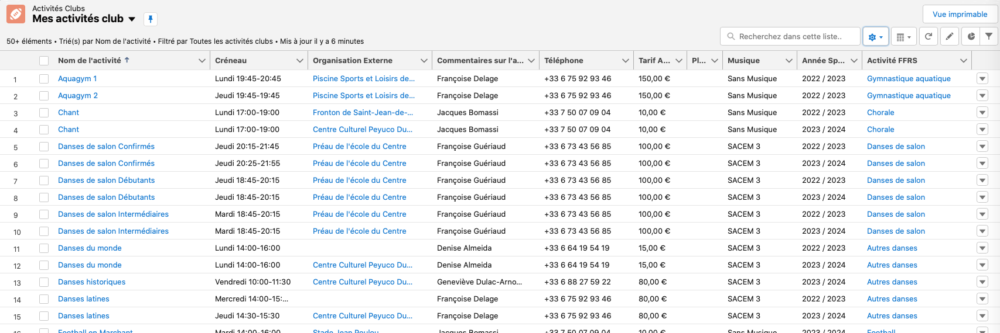 Activités Clubs
Mes activités club
Vue imprimable
50+ éléments • Trié(s) par Nom de l'activité • Filtré par Toutes les activités clubs • Mis à jour il y a 6 minutes
Recherchez dans cette liste..
Nom de l'activité ↑ Créneau Organisation Externe Commentaires sur l'a... Téléphone Tarif A... Pl... Musique Année Sp... Activité FFRS
1 Aquagym 1 Lundi 19:45-20:45 Piscine Sports et Loisirs de... Françoise Delage +33 6 75 92 93 46 150,00 € Sans Musique 2022 / 2023 Gymnastique aquatique
2 Aquagym 2 Jeudi 19:45-19:45 Piscine Sports et Loisirs de... Françoise Delage +33 6 75 92 93 46 150,00 € Sans Musique 2022 / 2023 Gymnastique aquatique
3 Chant Lundi 17:00-19:00 Fronton de Saint-Jean-de-... Jacques Bomassi +33 7 50 07 09 04 10,00 € Sans Musique 2022 / 2023 Chorale
4 Chant Lundi 17:00-19:00 Centre Culturel Peyuco Du... Jacques Bomassi +33 7 50 07 09 04 10,00 € Sans Musique 2023 / 2024 Chorale
5 Danses de salon Confirmés Jeudi 20:15-21:45 Préau de l'école du Centre Françoise Guériaud +33 6 73 43 56 85 100,00 € SACEM 3 2022 / 2023 Danses de salon
6 Danses de salon Confirmés Jeudi 20:25-21:55 Préau de l'école du Centre Françoise Guériaud +33 6 73 43 56 85 100,00 € SACEM 3 2023 / 2024 Danses de salon
7 Danses de salon Débutants Jeudi 18:45-20:15 Préau de l'école du Centre Françoise Guériaud +33 6 73 43 56 85 100,00 € SACEM 3 2022 / 2023 Danses de salon
8 Danses de salon Débutants Jeudi 18:45-20:15 Préau de l'école du Centre Françoise Guériaud +33 6 73 43 56 85 100,00 € SACEM 3 2023 / 2024 Danses de salon
9 Danses de salon Intermédiaires Mardi 18:45-20:15 Préau de l'école du Centre Françoise Guériaud +33 6 73 43 56 85 100,00 € SACEM 3 2022 / 2023 Danses de salon
10 Danses de salon Intermédiaires Mardi 18:45-20:15 Préau de l'école du Centre Françoise Guériaud +33 6 73 43 56 85 100,00 € SACEM 3 2023 / 2024 Danses de salon
11 Danses du monde Lundi 14:00-16:00 Denise Almeida +33 6 64 19 54 19 15,00 € SACEM 3 2022 / 2023 Autres danses
12 Danses du monde Lundi 14:00-16:00 Centre Culturel Peyuco Du... Denise Almeida +33 6 64 19 54 19 15,00 € SACEM 3 2023 / 2024 Autres danses
13 Danses historiques Vendredi 10:00-11:30 Centre Culturel Peyuco Du... Geneviève Dulac-Arno... +33 6 88 27 59 22 80,00 € SACEM 3 2023 / 2024 Autres danses
14 Danses latines Mercredi 14:00-15:... Françoise Delage +33 6 75 92 93 46 80,00 € SACEM 3 2022 / 2023 Autres danses
15 Danses latines Jeudi 14:30-15:30 Centre Culturel Peyuco Du... Françoise Delage +33 6 75 92 93 46 80,00 € SACEM 3 2023 / 2024 Autres danses
16 Football en Marchant Mardi 14:00-16:00 Stade Jean Poulou Jacques Bomassi +33 7 50 07 09 04 10,00 € Sans Musique 2023 / 2024 Football